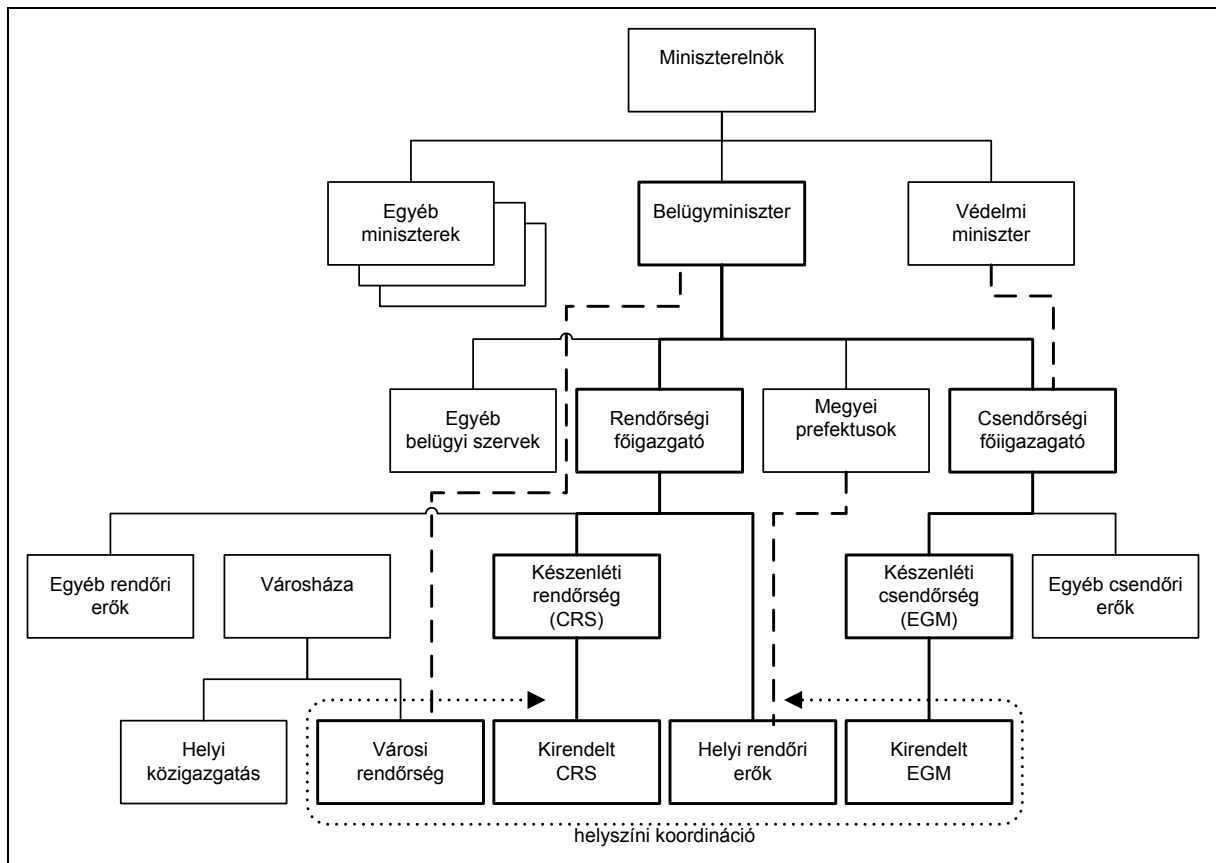 Miniszterelnök
Egyéb
miniszterek
Belügyminiszter
Védelmi
miniszter
Egyéb
belügyi szervek
Rendőrségi
főigazgató
Megyei
prefektusok
Csendőrségi
főiigazagató
Egyéb rendőri
erők
Városháza
Készenléti
rendőrség
(CRS)
Készenléti
csendőrség
(EGM)
Egyéb csendőri
erők
Helyi
közigazgatás
Városi
rendőrség
Kirendelt
CRS
Helyi rendőri
erők
Kirendelt
EGM
helyszíni koordináció